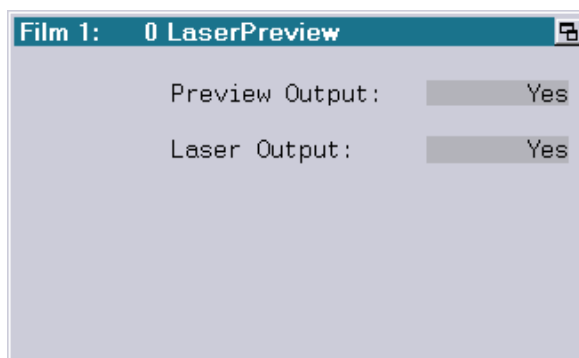 Film 1: 0 LaserPreview
Preview Output: Yes
Laser Output: Yes